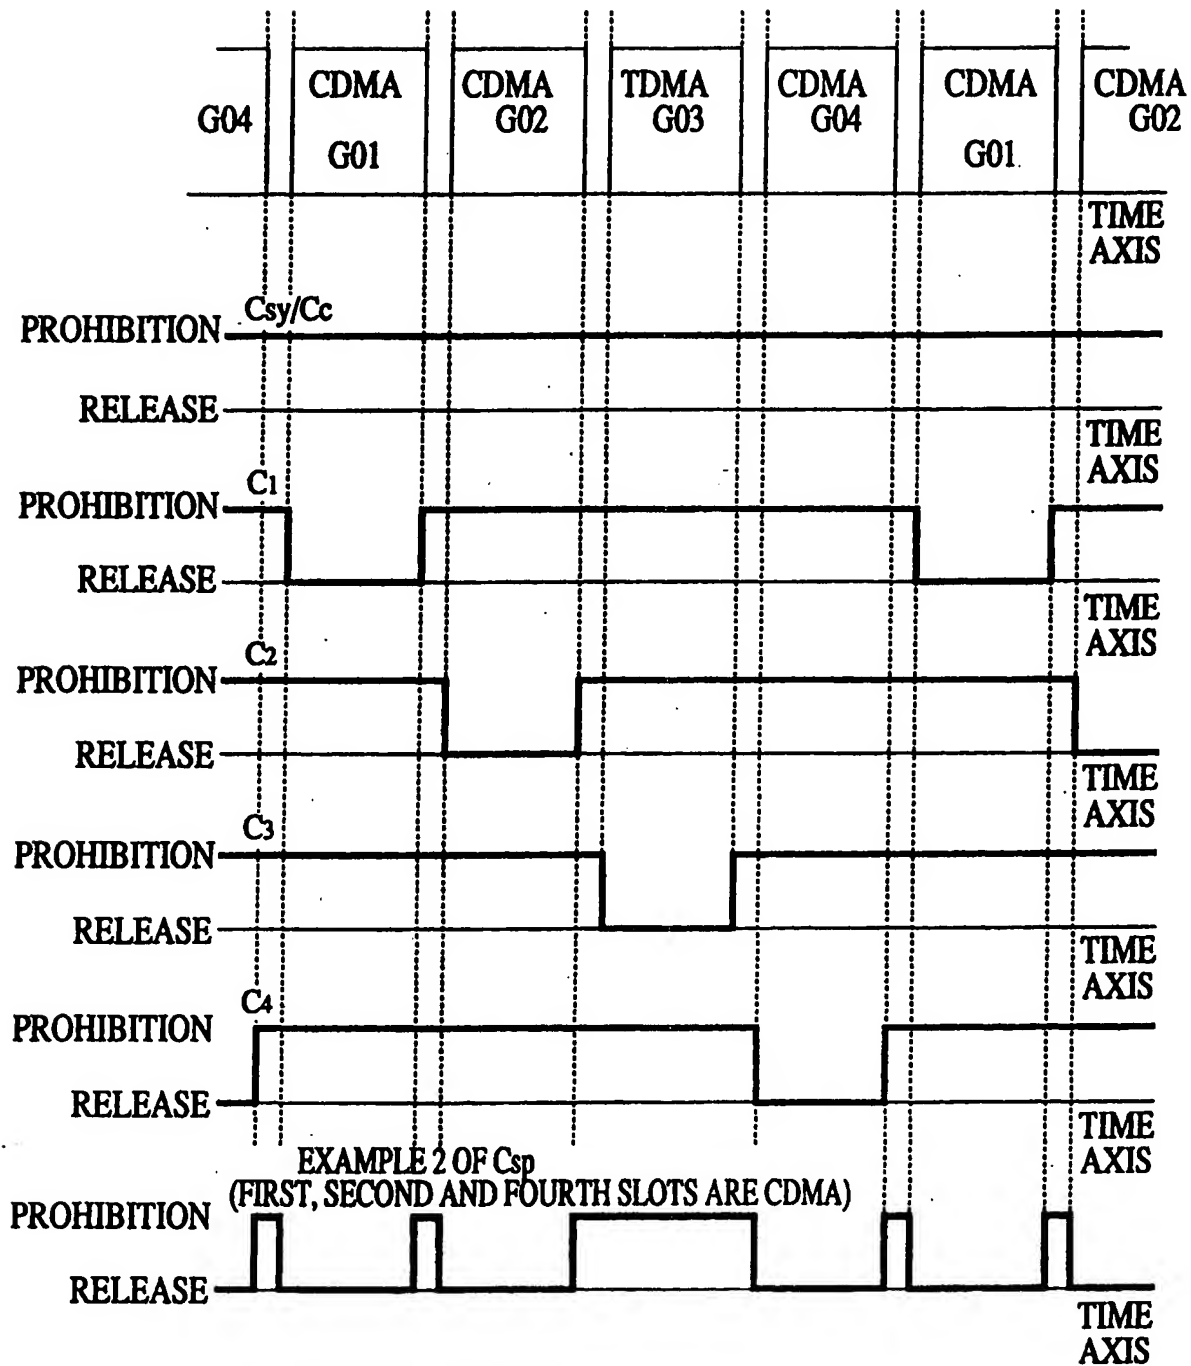 CDMA CDMA TDMA CDMA CDMA CDMA
G04 G02 G03 G04 G02
G01 G01
TIME
AXIS
Csy/Cc
PROHIBITION
RELEASE
TIME
AXIS
C1
PROHIBITION
RELEASE
TIME
AXIS
C2
PROHIBITION
RELEASE
TIME
AXIS
C3
PROHIBITION
RELEASE
TIME
AXIS
C4
PROHIBITION
RELEASE
TIME
AXIS
EXAMPLE 2 OF Csp
(FIRST, SECOND AND FOURTH SLOTS ARE CDMA)
PROHIBITION
RELEASE
TIME
AXIS